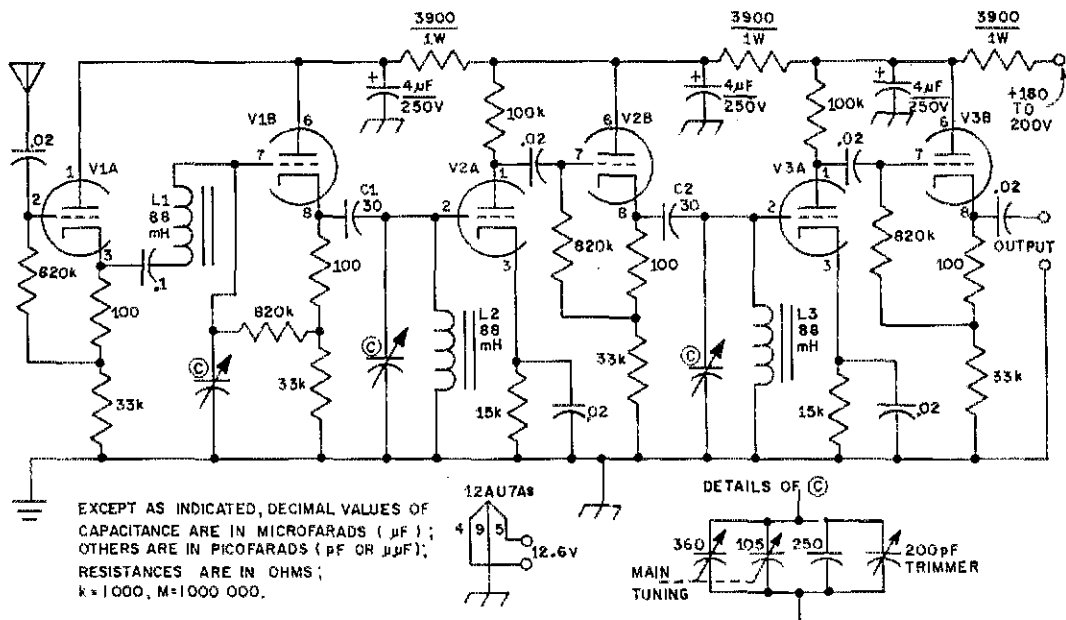 3900
1W
3900
1W
3900
1W
+
4µF
250V
+
4µF
250V
+
4µF
250V
+180
TO
200V
100k
100k
.02
V1A
1
2
3
820k
100
33k
.1
L1
88
mH
V1B
6
7
8
C1
30
100
820k
33k
Ⓒ
Ⓒ
L2
88
mH
V2A
1
2
3
15k
.02
.02
V2B
6
7
8
820k
100
33k
C2
30
Ⓒ
L3
88
mH
V3A
1
2
3
15k
.02
.02
V3B
6
7
8
820k
100
33k
.02
OUTPUT
EXCEPT AS INDICATED, DECIMAL VALUES OF
CAPACITANCE ARE IN MICROFARADS ( µF ) ;
OTHERS ARE IN PICOFARADS ( pF OR µµF);
RESISTANCES ARE IN OHMS ;
k=1000, M=1000 000.
12AU7As
4 9 5
12.6V
DETAILS OF Ⓒ
360
105
250
200pF
TRIMMER
MAIN
TUNING